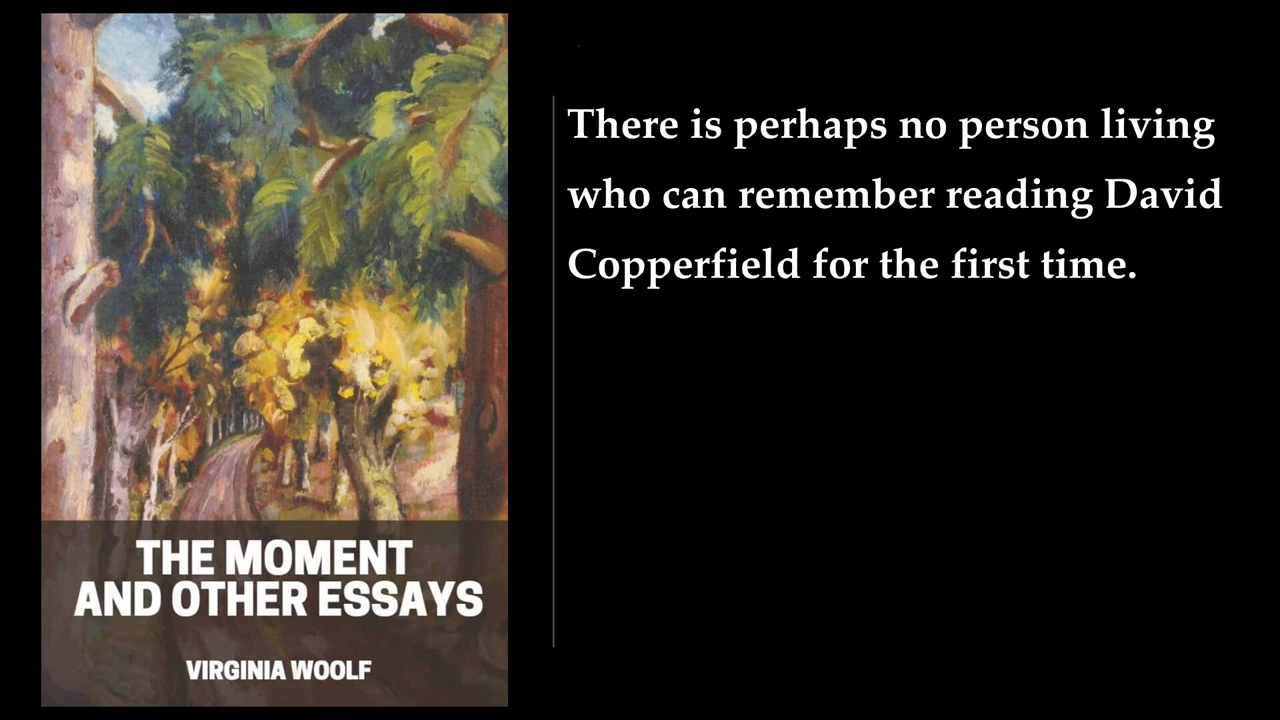 THE MOMENT
AND OTHER ESSAYS
VIRGINIA WOOLF
There is perhaps no person living
who can remember reading David
Copperfield for the first time.